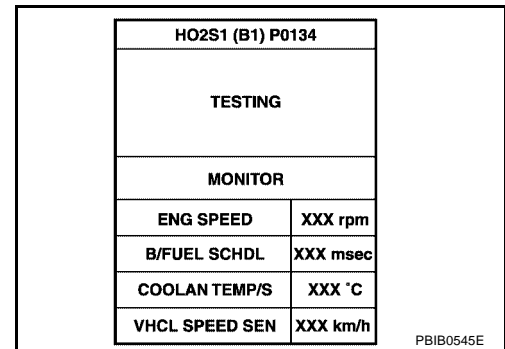 HO2S1 (B1) P0134
TESTING
MONITOR
ENG SPEED XXX rpm
B/FUEL SCHDL XXX msec
COOLAN TEMP/S XXX °C
VHCL SPEED SEN XXX km/h
PBIB0545E